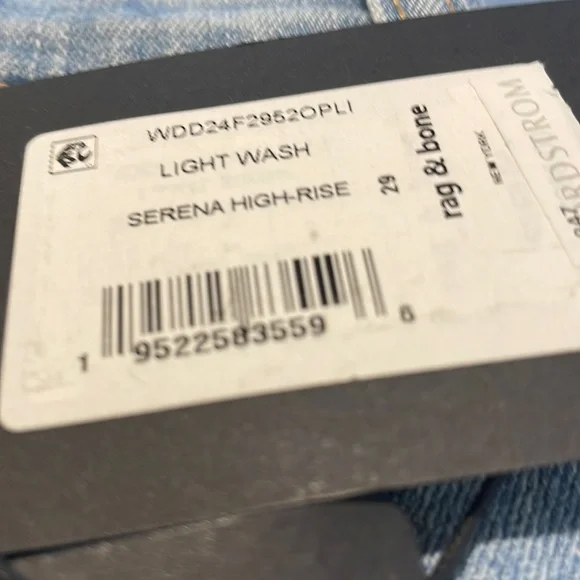 WDD24F2952OPLI
LIGHT WASH
SERENA HIGH-RISE
29
rag & bone
NEW YORK
1 9522583559 6